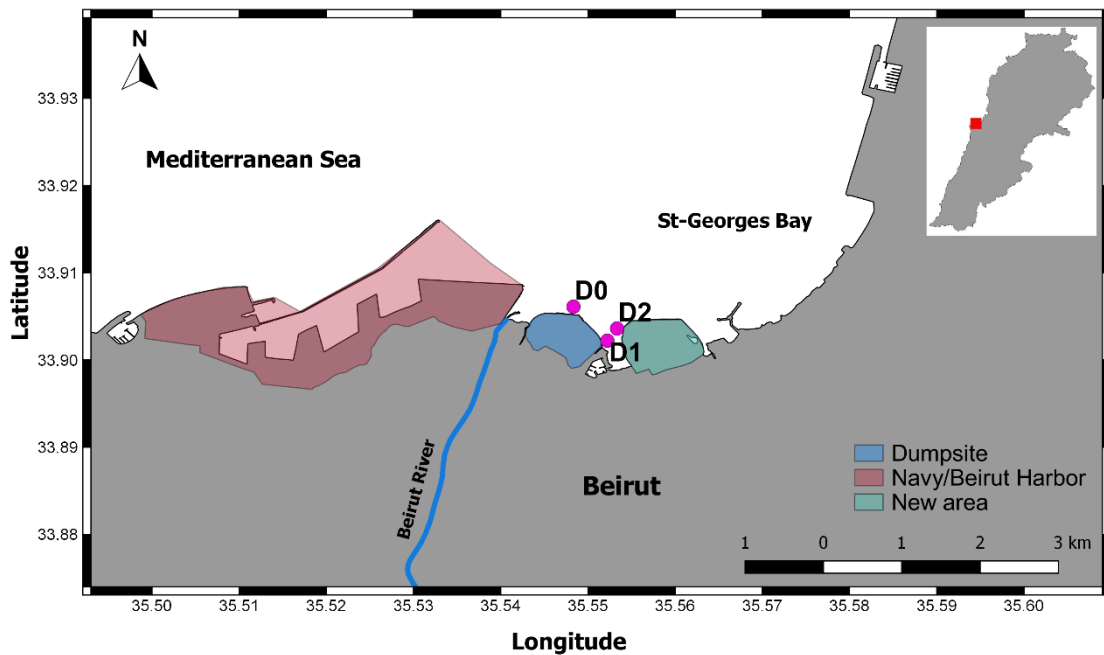 N
Mediterranean Sea
St-Georges Bay
D0
D2
D1
Beirut River
Beirut
Dumpsite
Navy/Beirut Harbor
New area
1 0 1 2 3 km
33.93
33.92
33.91
33.90
33.89
33.88
Latitude
35.50 35.51 35.52 35.53 35.54 35.55 35.56 35.57 35.58 35.59 35.60
Longitude